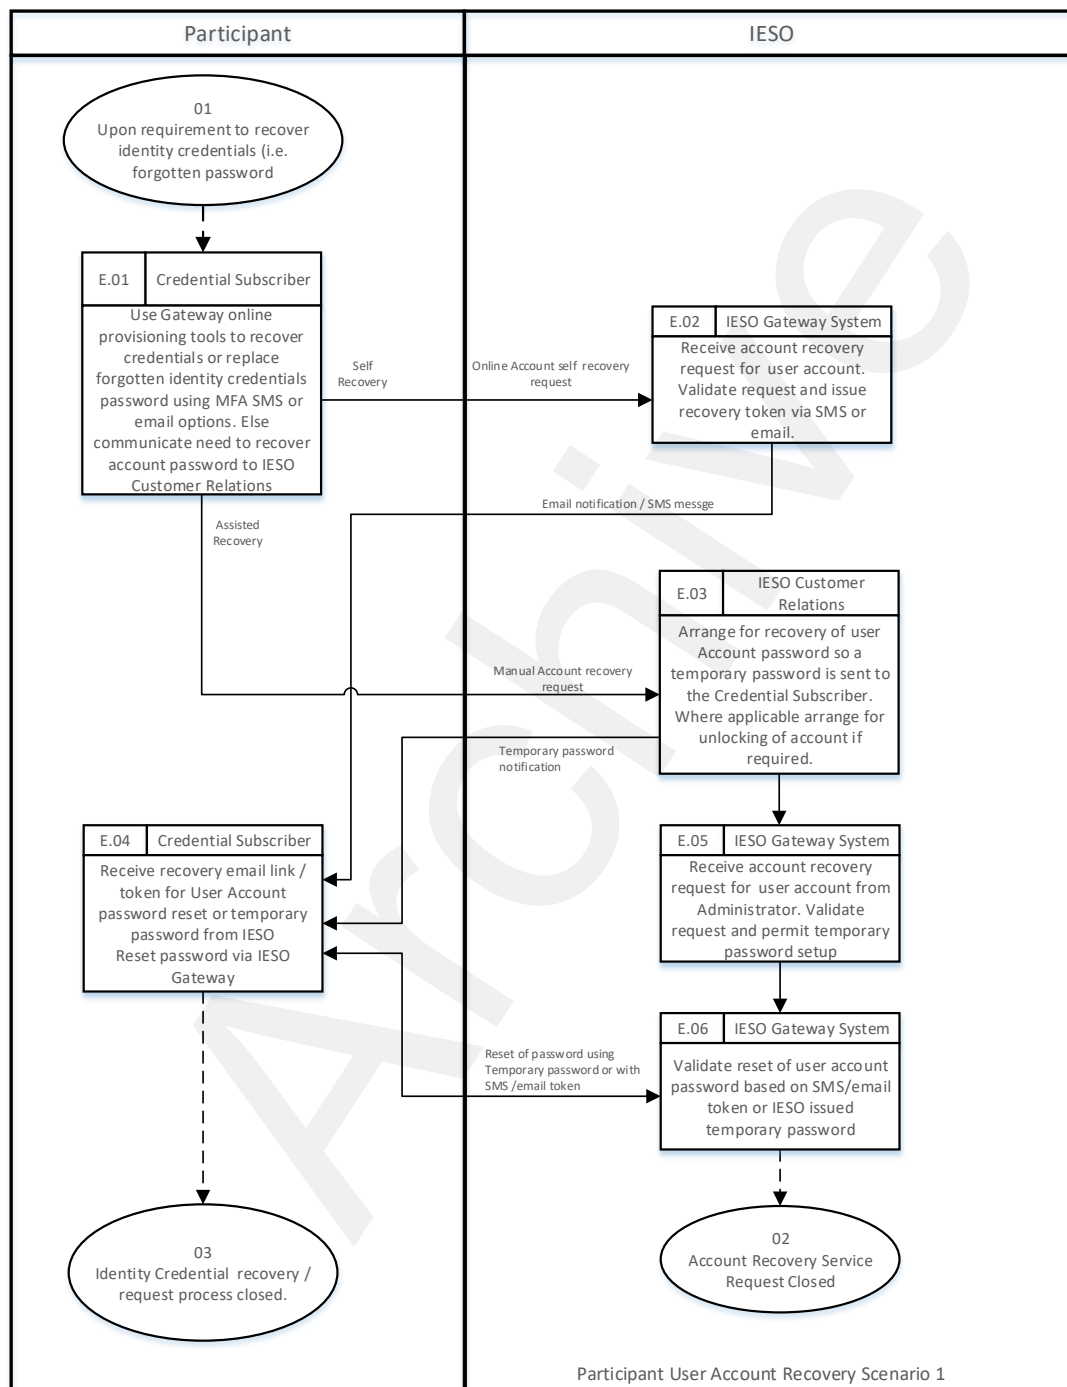 Participant
IESO
01
Upon requirement to recover
identity credentials (i.e.
forgotten password
E.01
Credential Subscriber
Use Gateway online
provisioning tools to recover
credentials or replace
forgotten identity credentials
password using MFA SMS or
email options. Else
communicate need to recover
account password to IESO
Customer Relations
Self
Recovery
Online Account self recovery
request
E.02
IESO Gateway System
Receive account recovery
request for user account.
Validate request and issue
recovery token via SMS or
email.
Email notification / SMS messge
Assisted
Recovery
E.03
IESO Customer
Relations
Arrange for recovery of user
Account password so a
temporary password is sent to
the Credential Subscriber.
Where applicable arrange for
unlocking of account if
required.
Manual Account recovery
request
Temporary password
notification
E.04
Credential Subscriber
Receive recovery email link /
token for User Account
password reset or temporary
password from IESO
Reset password via IESO
Gateway
E.05
IESO Gateway System
Receive account recovery
request for user account from
Administrator. Validate
request and permit temporary
password setup
E.06
IESO Gateway System
Validate reset of user account
password based on SMS/email
token or IESO issued
temporary password
Reset of password using
Temporary password or with
SMS /email token
03
Identity Credential recovery /
request process closed.
02
Account Recovery Service
Request Closed
Participant User Account Recovery Scenario 1
Archive